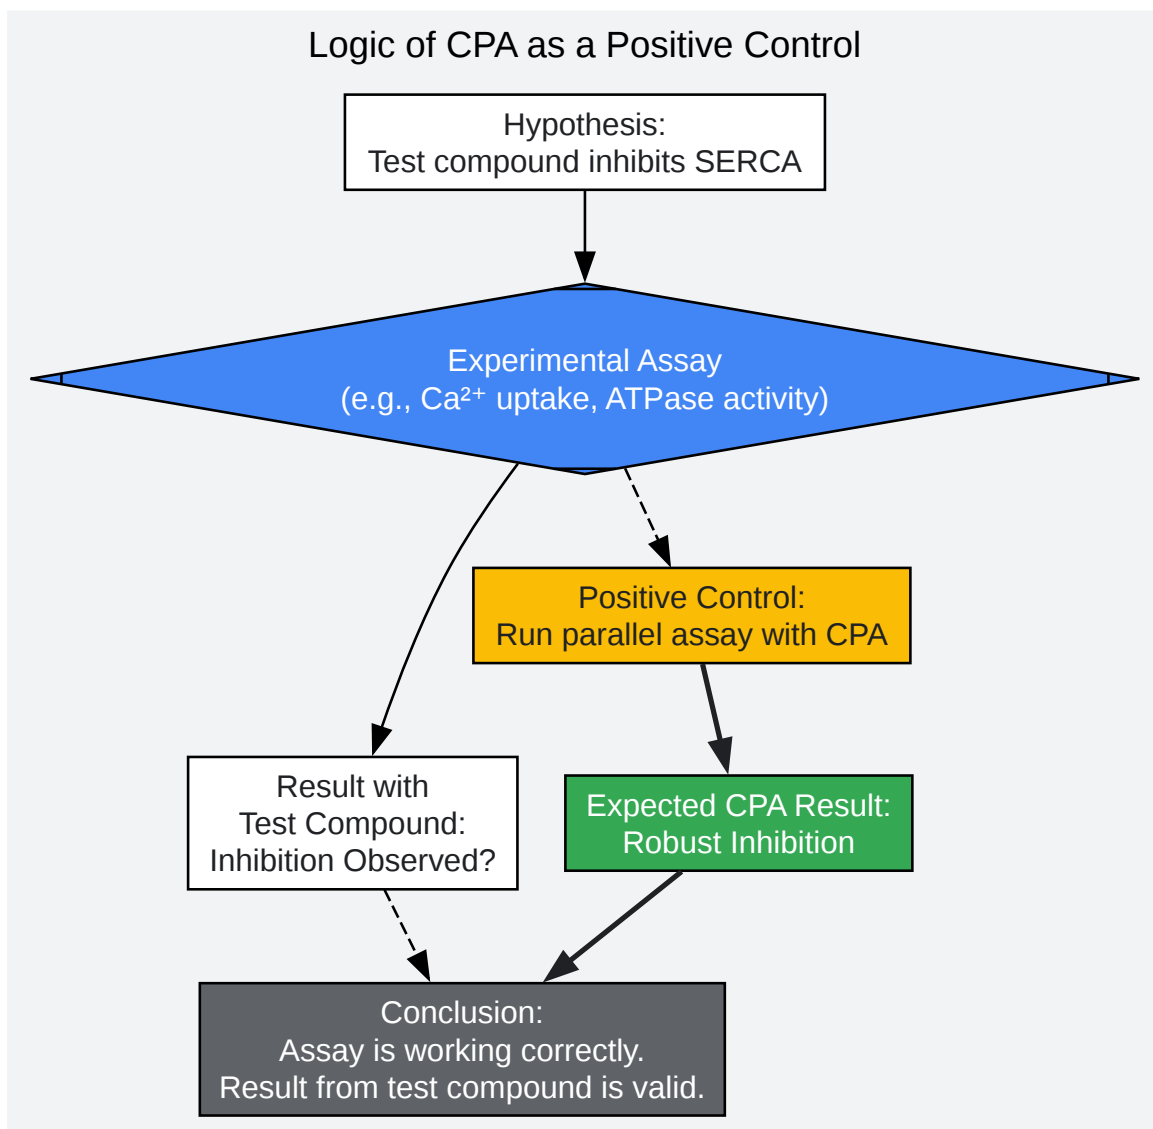 Logic of CPA as a Positive Control
Hypothesis:
Test compound inhibits SERCA
Experimental Assay
(e.g., Ca²⁺ uptake, ATPase activity)
Positive Control:
Run parallel assay with CPA
Result with
Test Compound:
Inhibition Observed?
Expected CPA Result:
Robust Inhibition
Conclusion:
Assay is working correctly.
Result from test compound is valid.